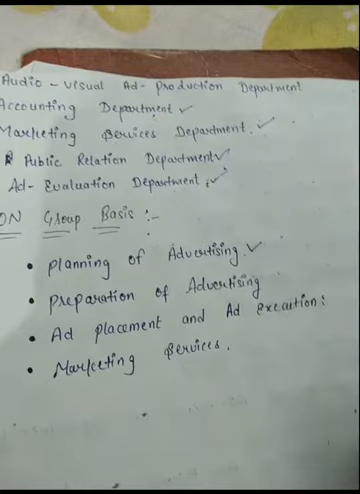 Audio - visual Ad - Production Department
Accounting Department ✓
Marketing Services Department. ✓
Public Relation Department ✓
Ad - Evaluation Department ✓
ON Group Basis :-
• Planning of Advertising. ✓
• Preparation of Advertising
• Ad placement and Ad Execution:
• Marketing Services.